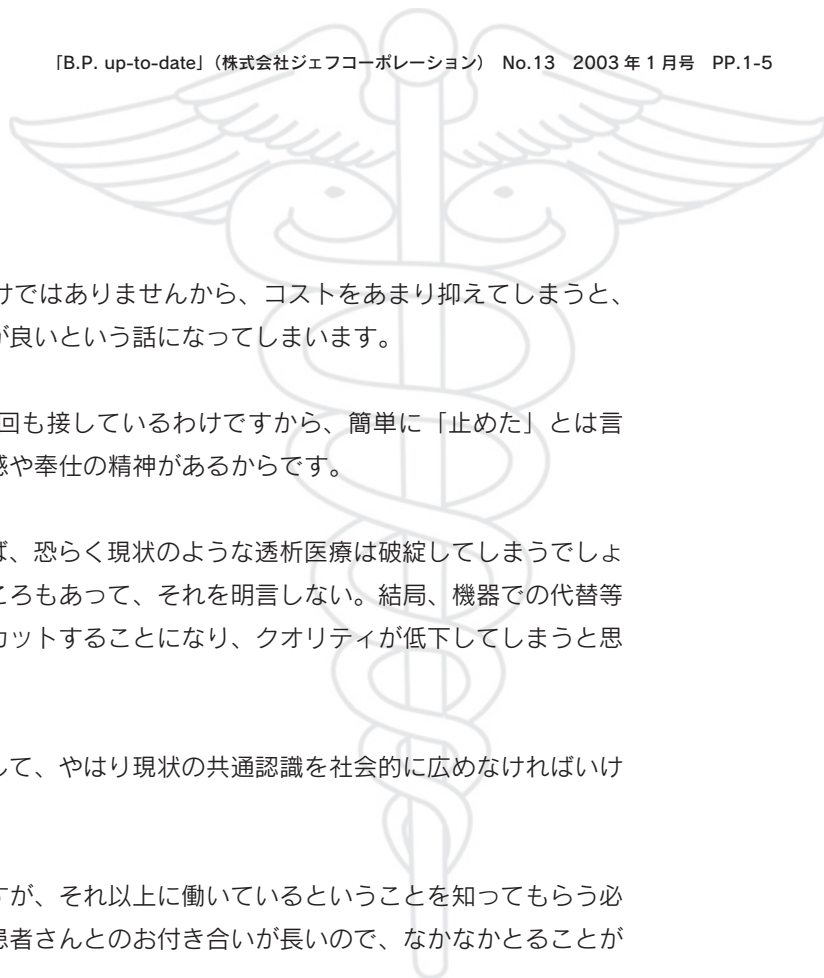 「B.P. up-to-date」（株式会社ジェフコーポレーション） No.13　2003 年 1 月号　PP.1-5
けではありませんから、コストをあまり抑えてしまうと、
が良いという話になってしまいます。
回も接しているわけですから、簡単に「止めた」とは言
感や奉仕の精神があるからです。
ば、恐らく現状のような透析医療は破綻してしまうでしょ
ころもあって、それを明言しない。結局、機器での代替等
カットすることになり、クオリティが低下してしまうと思
して、やはり現状の共通認識を社会的に広めなければいけ
すが、それ以上に働いているということを知ってもらう必
患者さんとのお付き合いが長いので、なかなかとることが